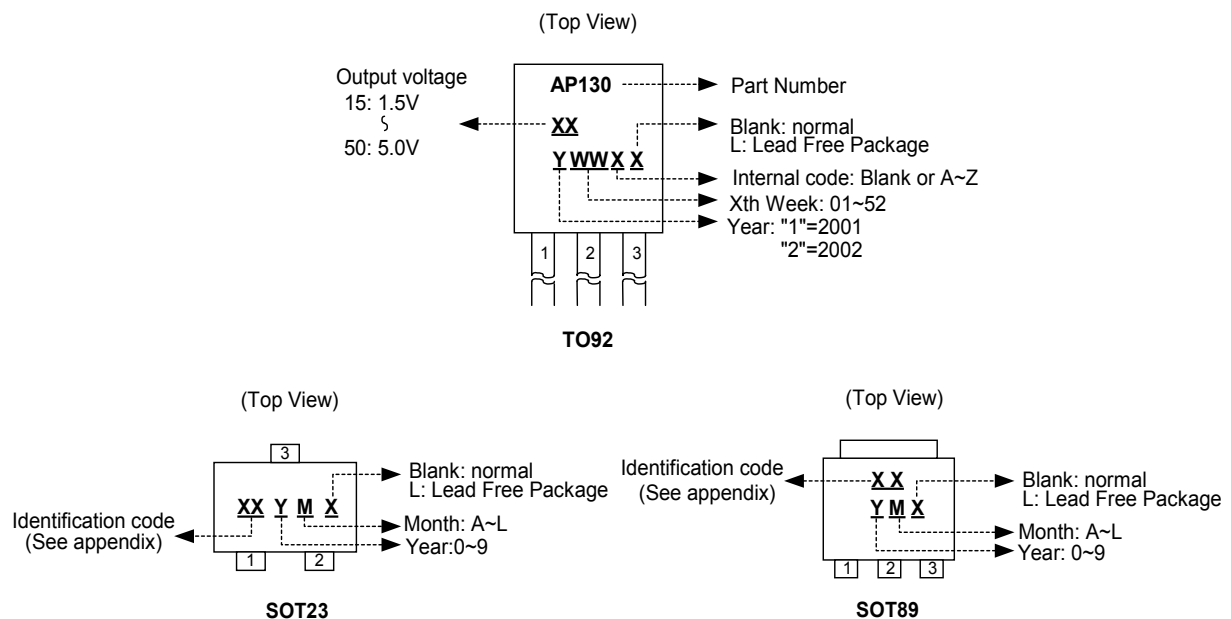 (Top View)
Output voltage
15: 1.5V
~
50: 5.0V
AP130
XX
Y WW X X
Part Number
Blank: normal
L: Lead Free Package
Internal code: Blank or A~Z
Xth Week: 01~52
Year: "1"=2001
"2"=2002
1 2 3
TO92
(Top View)
3
XX Y M X
1 2
Identification code
(See appendix)
Blank: normal
L: Lead Free Package
Month: A~L
Year:0~9
SOT23
(Top View)
Identification code
(See appendix)
X X
Y M X
1 2 3
Blank: normal
L: Lead Free Package
Month: A~L
Year: 0~9
SOT89